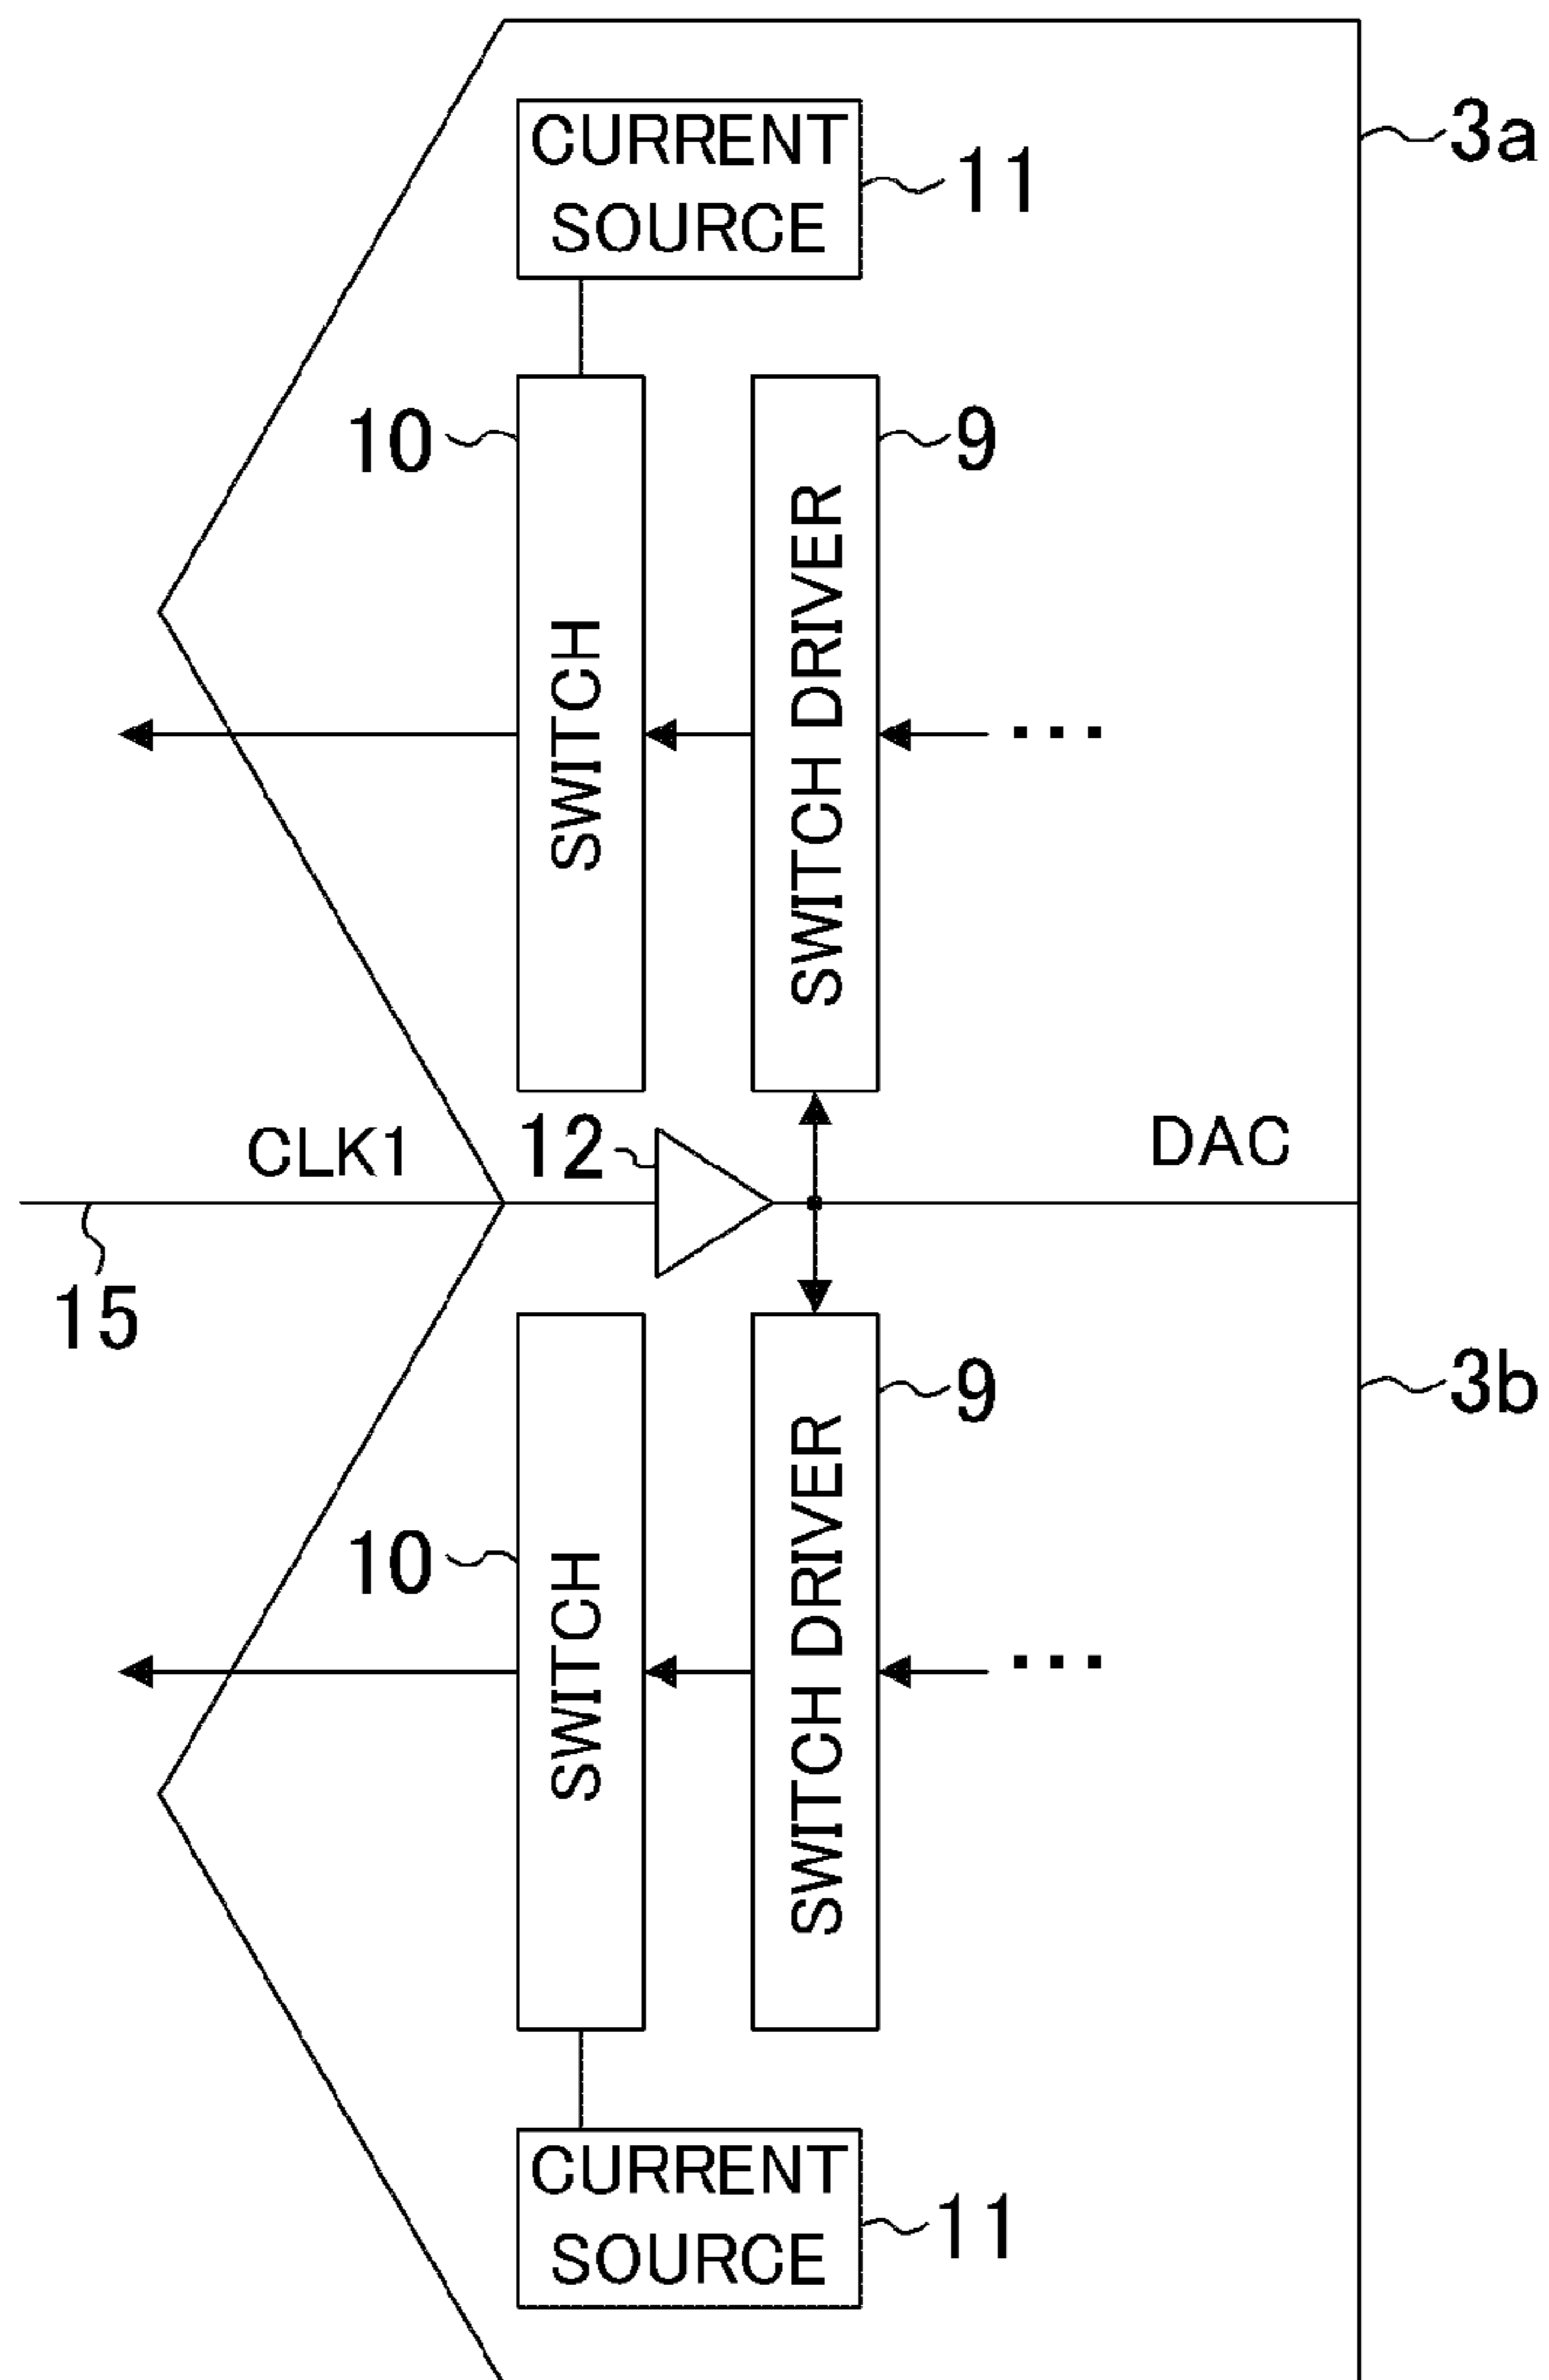 CURRENT
SOURCE
11
3a
10
9
SWITCH
SWITCH DRIVER
...
CLK1
12
DAC
15
9
3b
10
SWITCH
SWITCH DRIVER
...
CURRENT
SOURCE
11